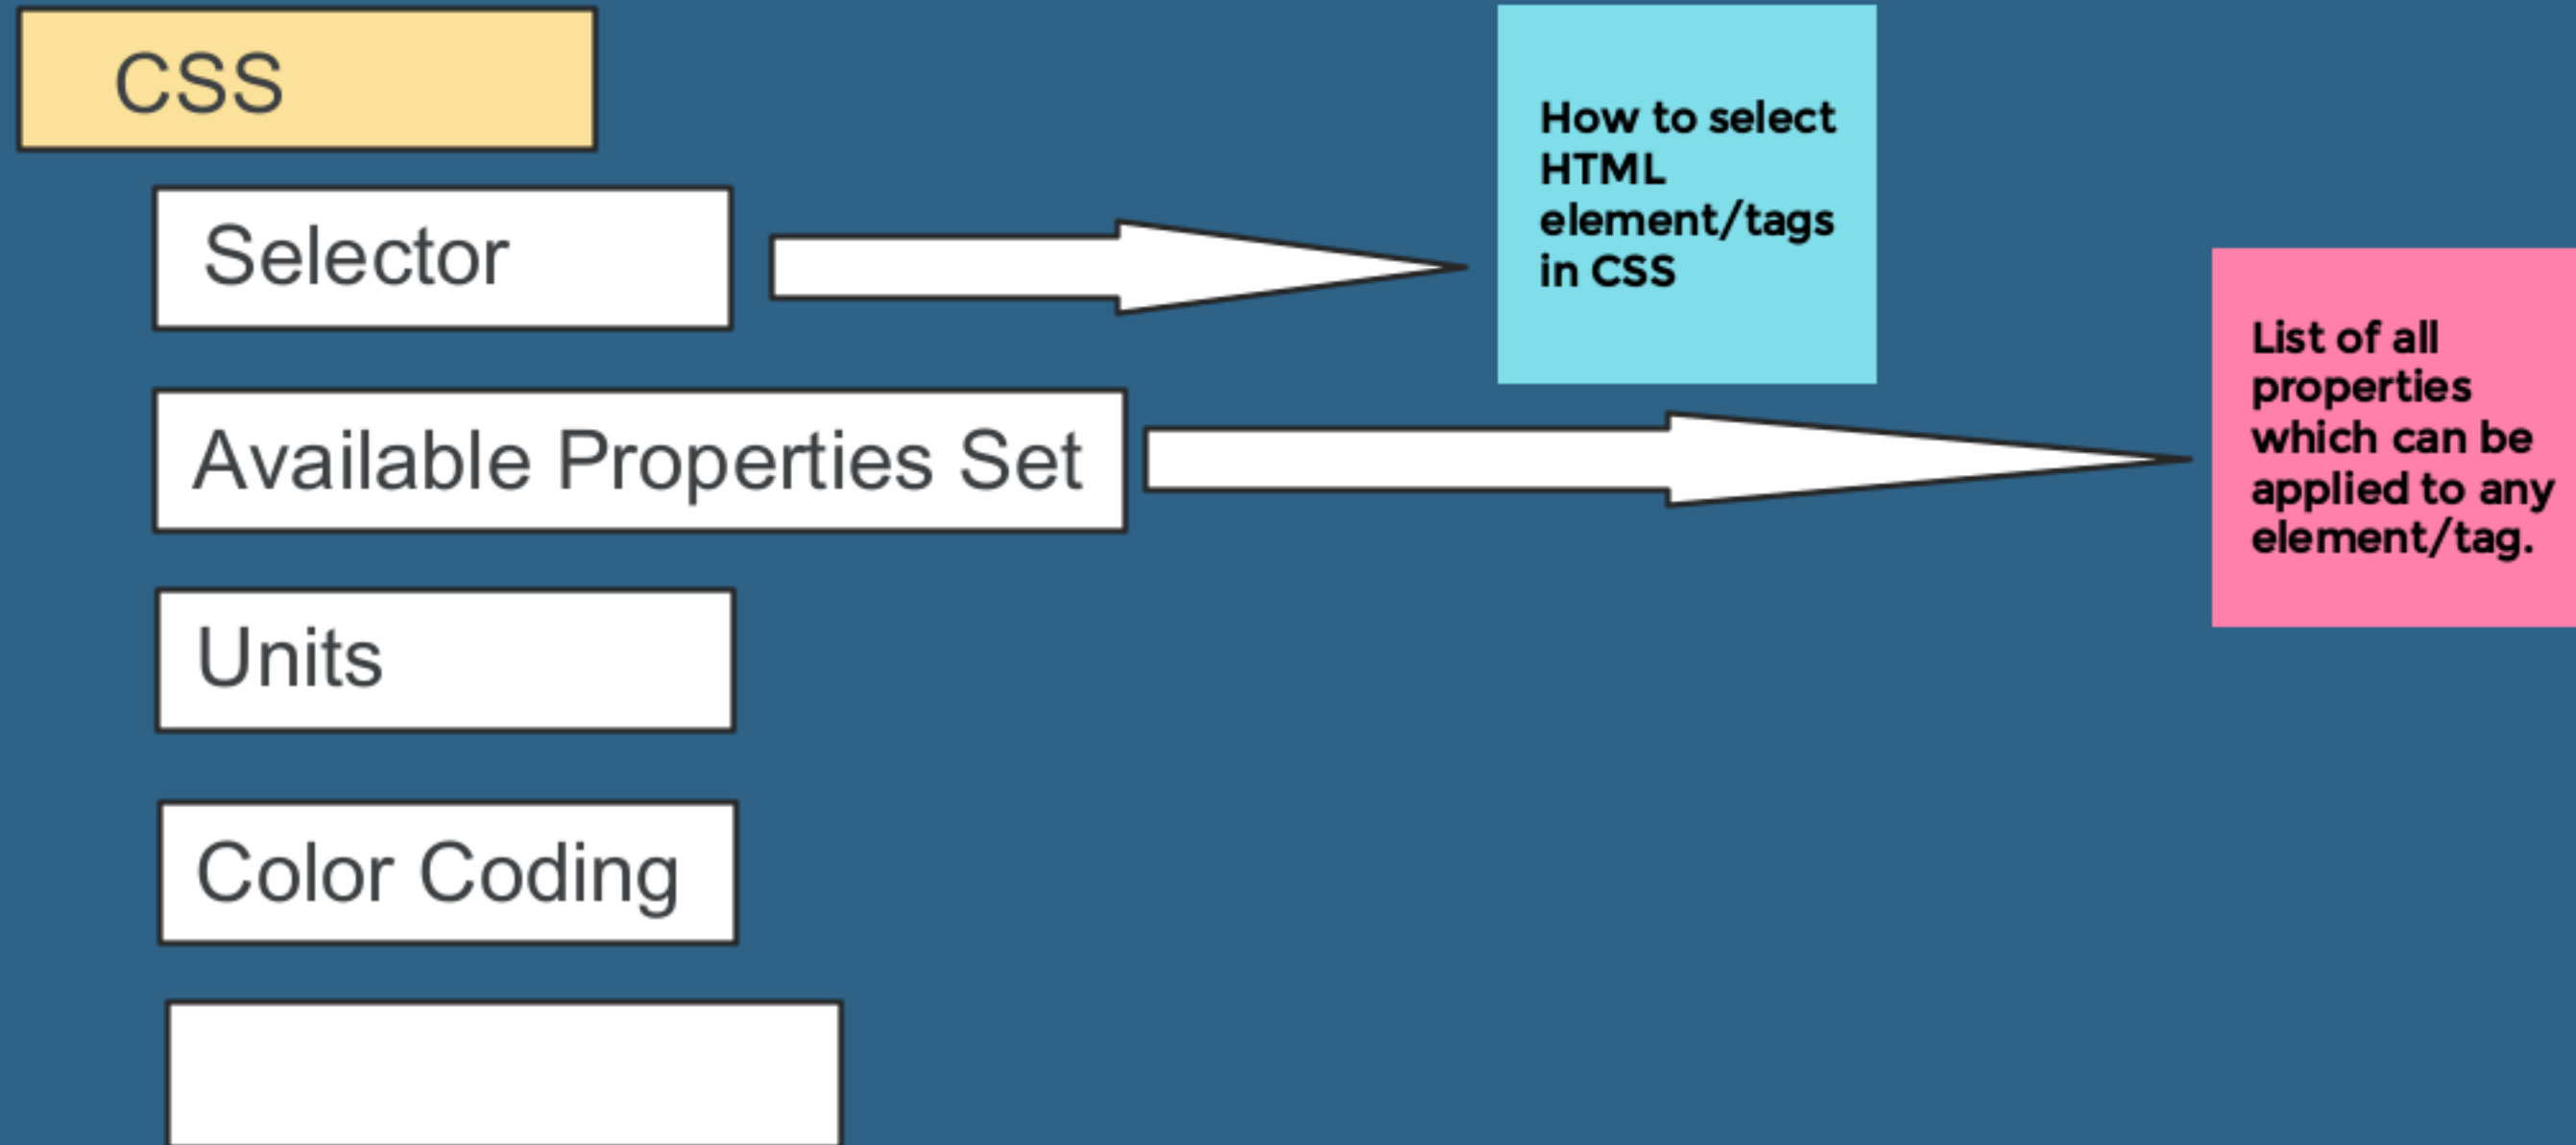 CSS
Selector
How to select
HTML
element/tags
in CSS
Available Properties Set
List of all
properties
which can be
applied to any
element/tag.
Units
Color Coding